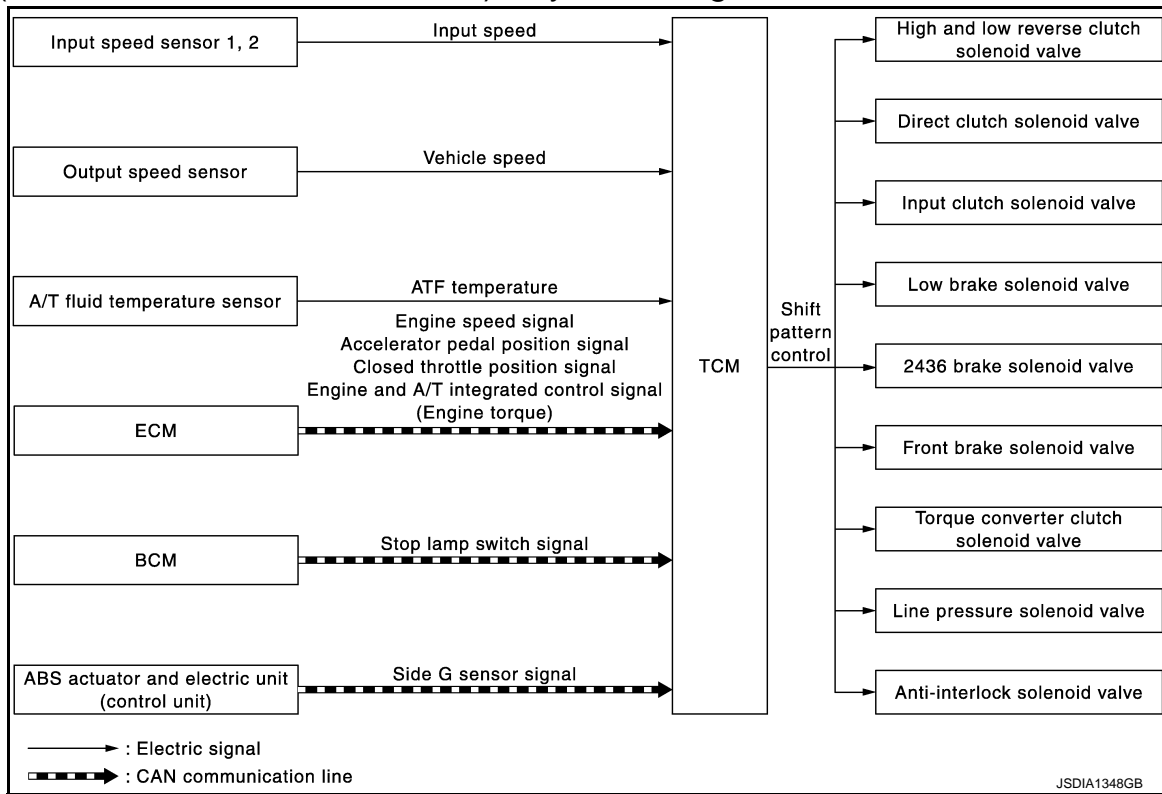 Input speed sensor 1, 2
Input speed
Output speed sensor
Vehicle speed
A/T fluid temperature sensor
ATF temperature
Engine speed signal
Accelerator pedal position signal
Closed throttle position signal
Engine and A/T integrated control signal
(Engine torque)
ECM
BCM
Stop lamp switch signal
ABS actuator and electric unit
(control unit)
Side G sensor signal
TCM
Shift
pattern
control
High and low reverse clutch
solenoid valve
Direct clutch solenoid valve
Input clutch solenoid valve
Low brake solenoid valve
2436 brake solenoid valve
Front brake solenoid valve
Torque converter clutch
solenoid valve
Line pressure solenoid valve
Anti-interlock solenoid valve
: Electric signal
: CAN communication line
JSDIA1348GB